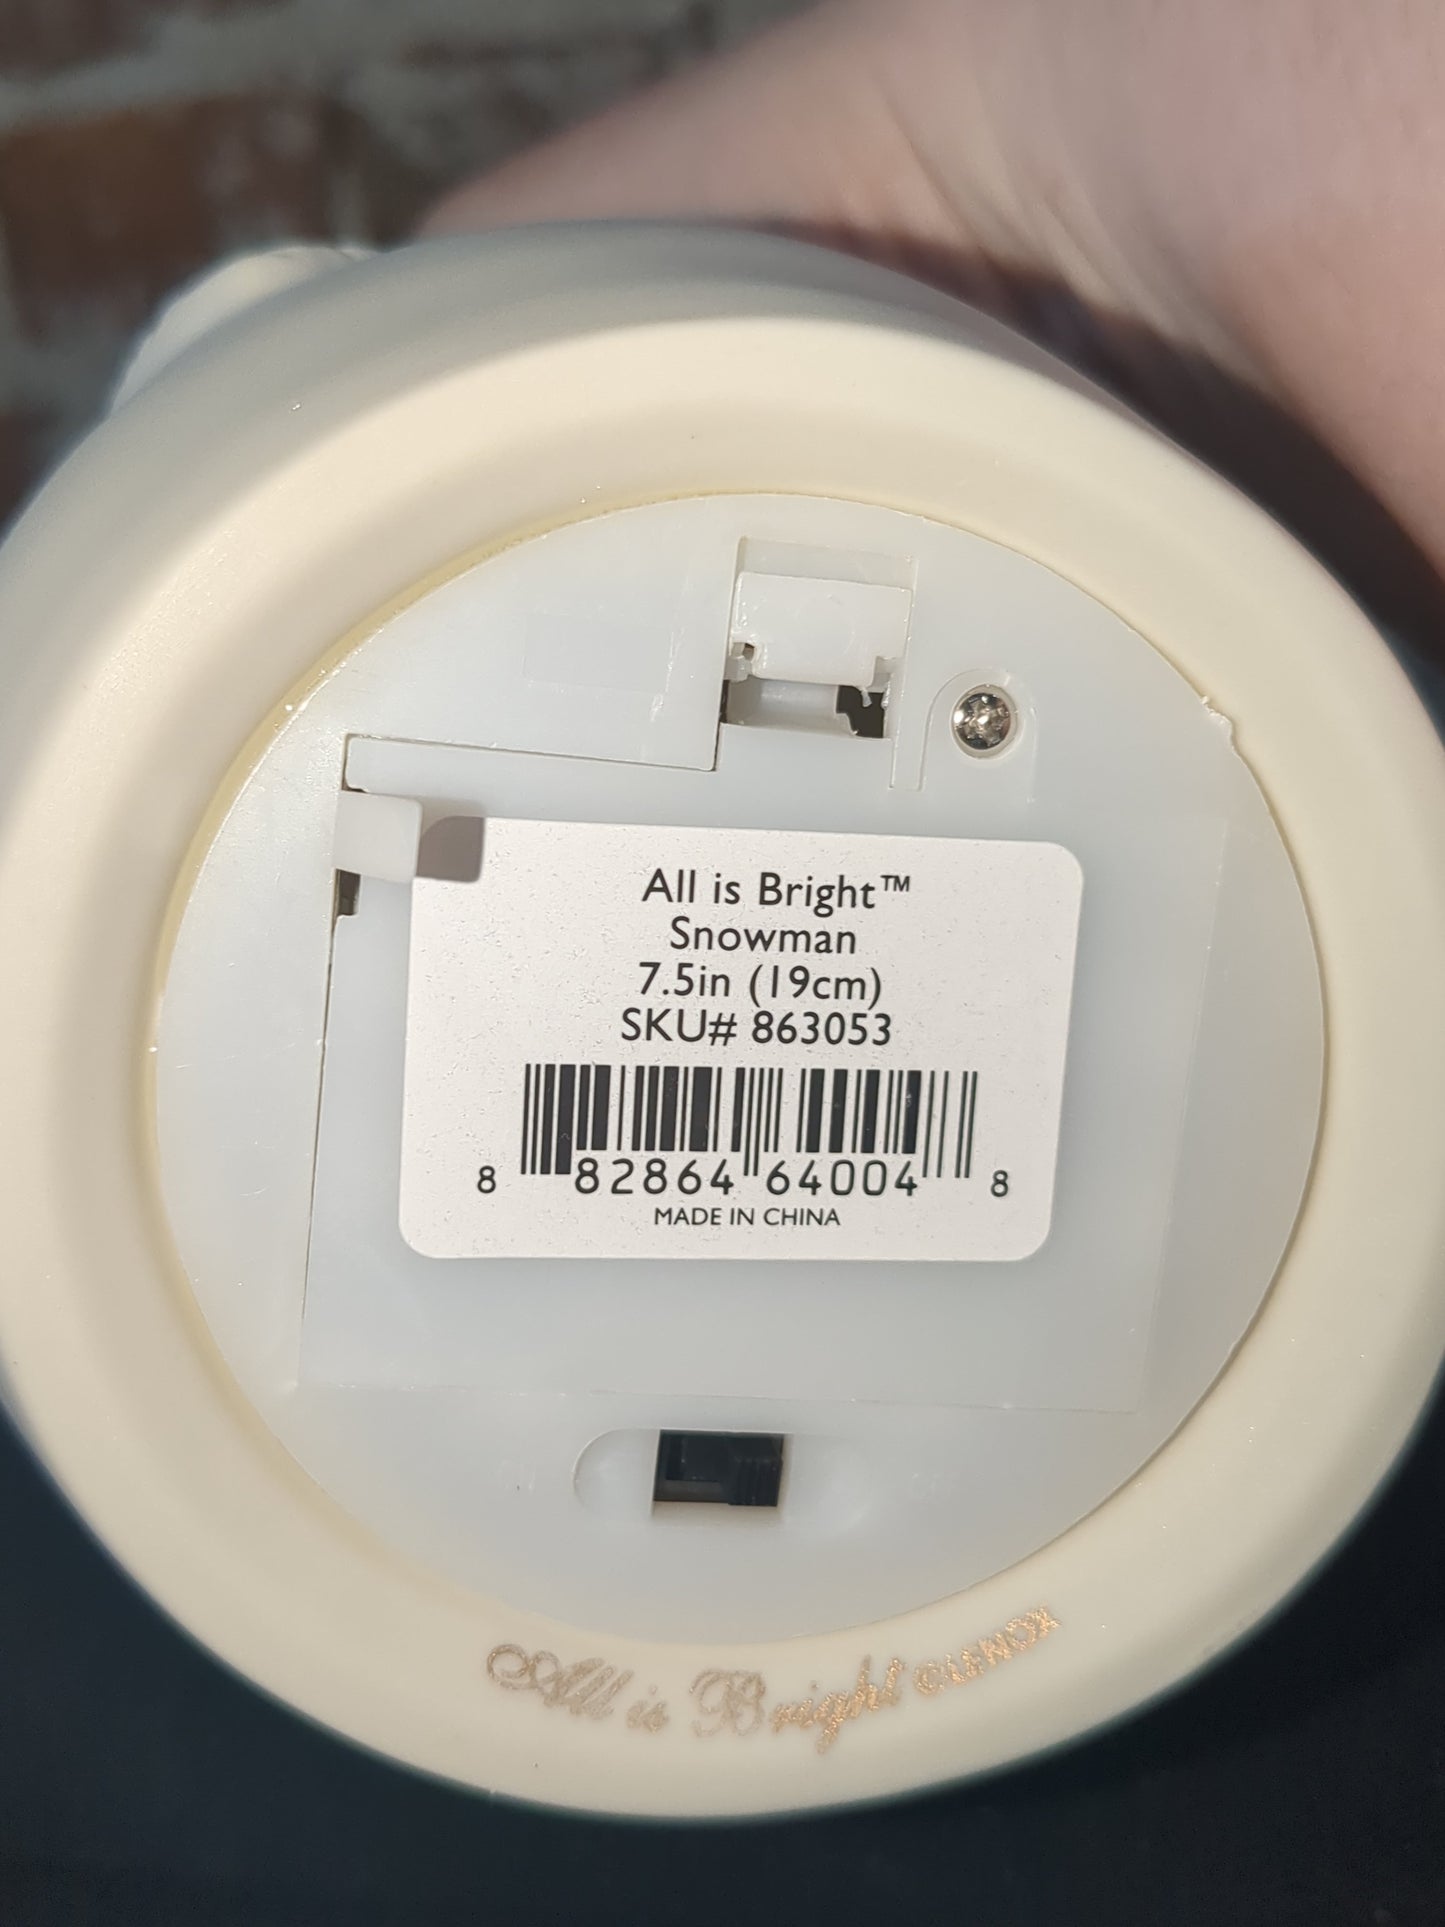 All is Bright™
Snowman
7.5in (19cm)
SKU# 863053
8 82864 64004 8
MADE IN CHINA
All is Bright ©LENOX